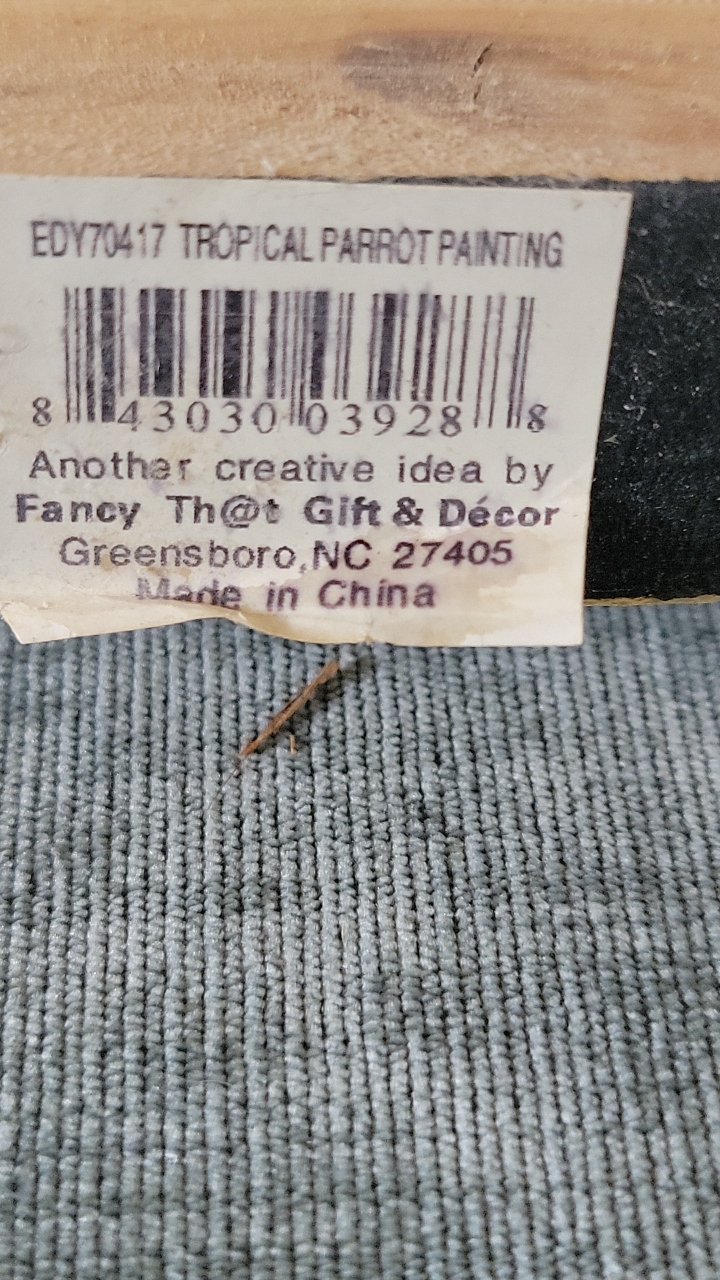 EDY70417 TROPICAL PARROT PAINTING
8 43030 03928 8
Another creative idea by
Fancy Th@t Gift & Décor
Greensboro,NC 27405
Made in China